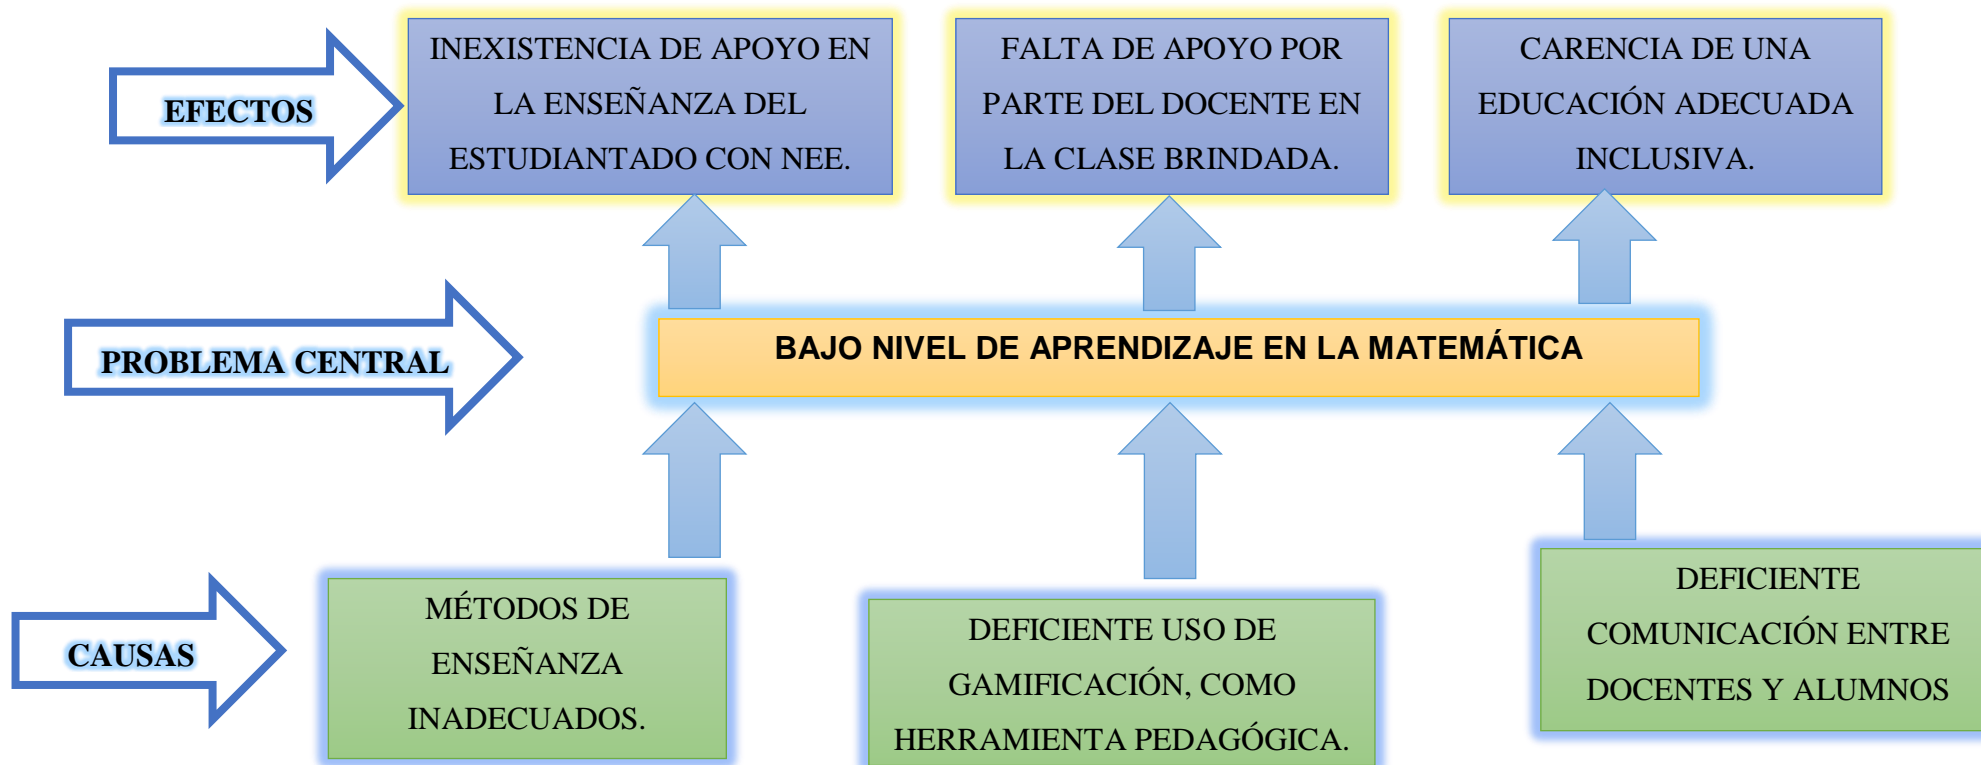 EFECTOS
INEXISTENCIA DE APOYO EN
LA ENSEÑANZA DEL
ESTUDIANTADO CON NEE.
FALTA DE APOYO POR
PARTE DEL DOCENTE EN
LA CLASE BRINDADA.
CARENCIA DE UNA
EDUCACIÓN ADECUADA
INCLUSIVA.
PROBLEMA CENTRAL
BAJO NIVEL DE APRENDIZAJE EN LA MATEMÁTICA
CAUSAS
MÉTODOS DE
ENSEÑANZA
INADECUADOS.
DEFICIENTE USO DE
GAMIFICACIÓN, COMO
HERRAMIENTA PEDAGÓGICA.
DEFICIENTE
COMUNICACIÓN ENTRE
DOCENTES Y ALUMNOS